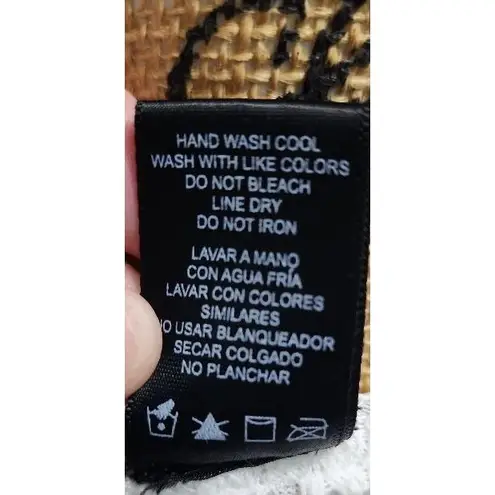 HAND WASH COOL
WASH WITH LIKE COLORS
DO NOT BLEACH
LINE DRY
DO NOT IRON
LAVAR A MANO
CON AGUA FRÍA
LAVAR CON COLORES
SIMILARES
NO USAR BLANQUEADOR
SECAR COLGADO
NO PLANCHAR